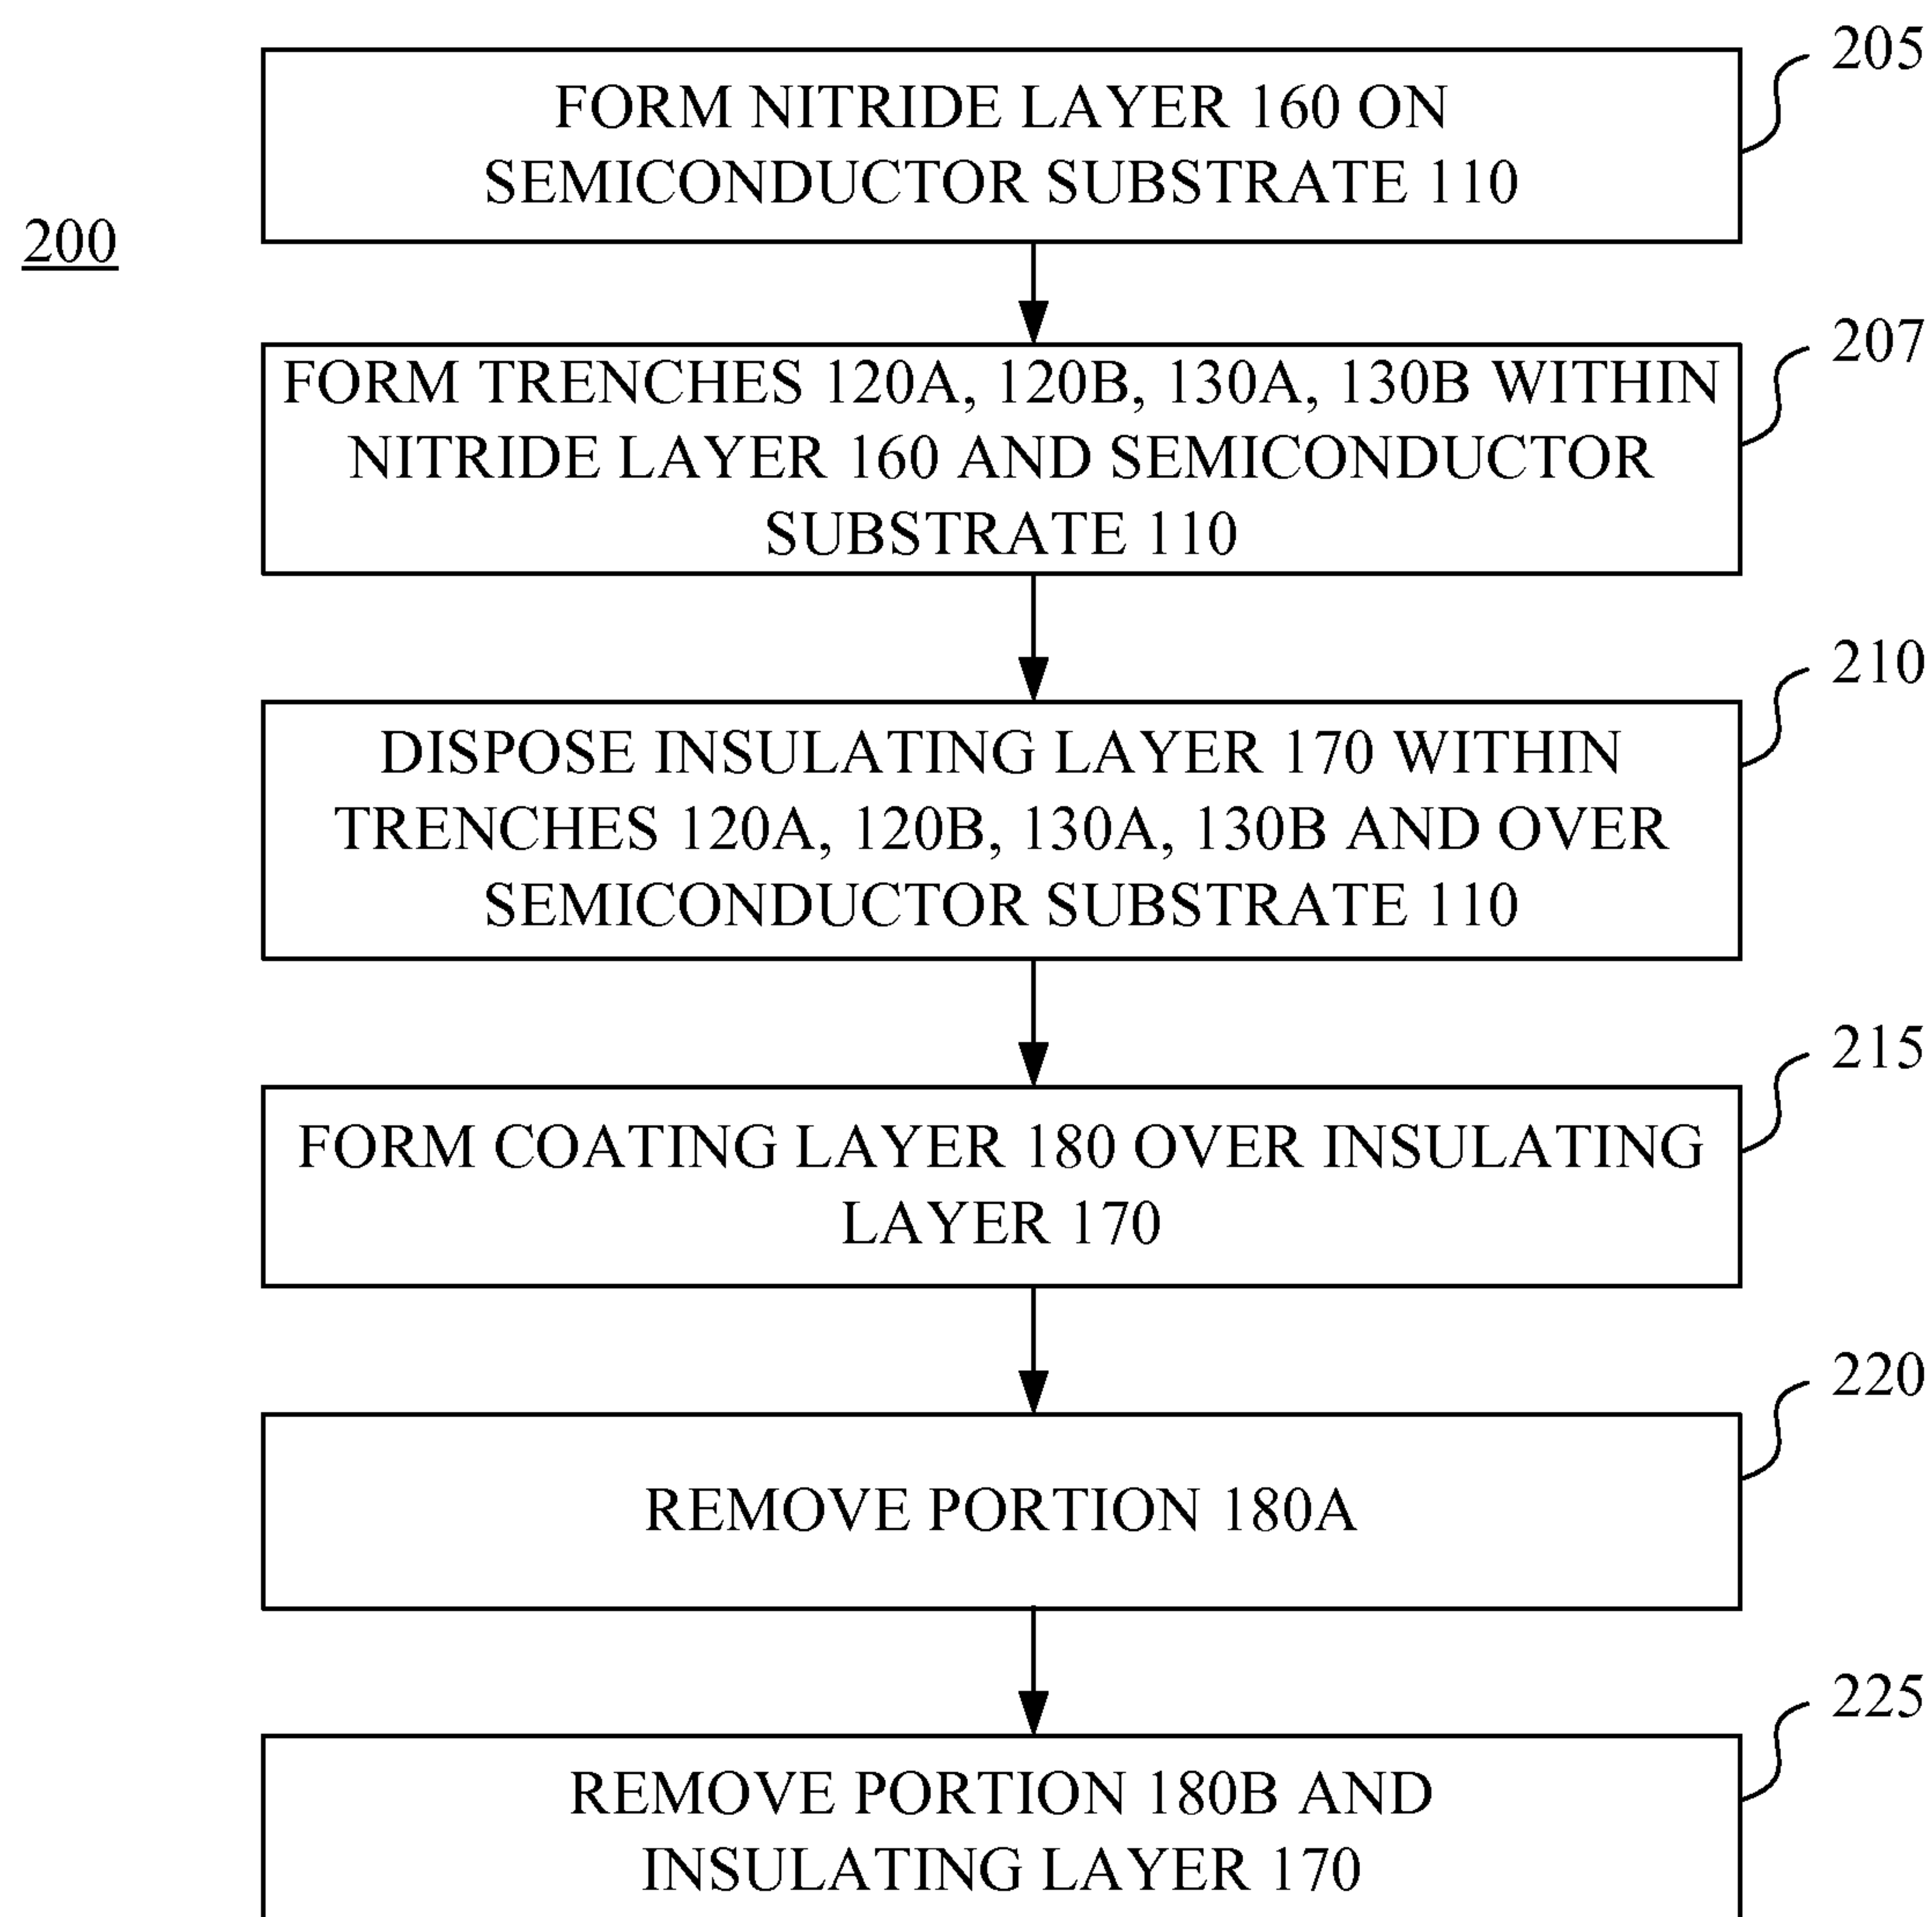 205
FORM NITRIDE LAYER 160 ON
SEMICONDUCTOR SUBSTRATE 110
200
207
FORM TRENCHES 120A, 120B, 130A, 130B WITHIN
NITRIDE LAYER 160 AND SEMICONDUCTOR
SUBSTRATE 110
210
DISPOSE INSULATING LAYER 170 WITHIN
TRENCHES 120A, 120B, 130A, 130B AND OVER
SEMICONDUCTOR SUBSTRATE 110
215
FORM COATING LAYER 180 OVER INSULATING
LAYER 170
220
REMOVE PORTION 180A
225
REMOVE PORTION 180B AND
INSULATING LAYER 170